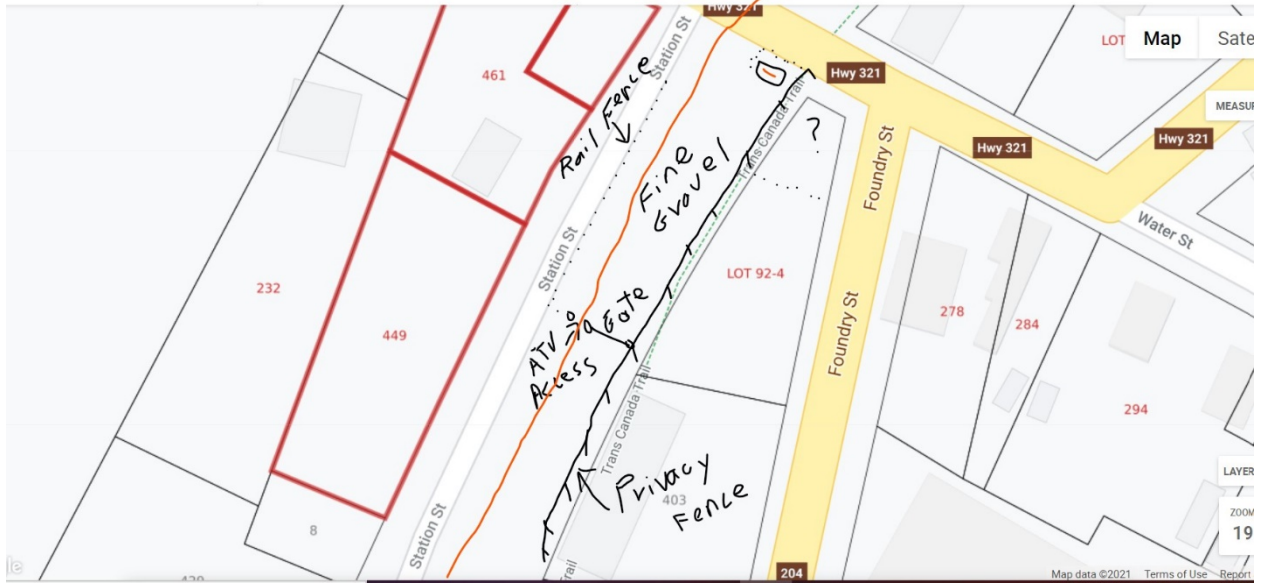 Hwy 321
LOT
Map
Sate
Station St
461
Hwy 321
MEASUR
Rail Fence
Trans Canada Trail
?
Hwy 321
Hwy 321
Fine
Gravel
Foundry St
Water St
Station St
232
LOT 92-4
278
284
449
ATV
Gate
Access
Foundry St
294
Trans Canada Trail
Privacy
Fence
403
LAYER
ZOOM
19
8
Station St
Trail
204
Map data ©2021
Terms of Use
Report